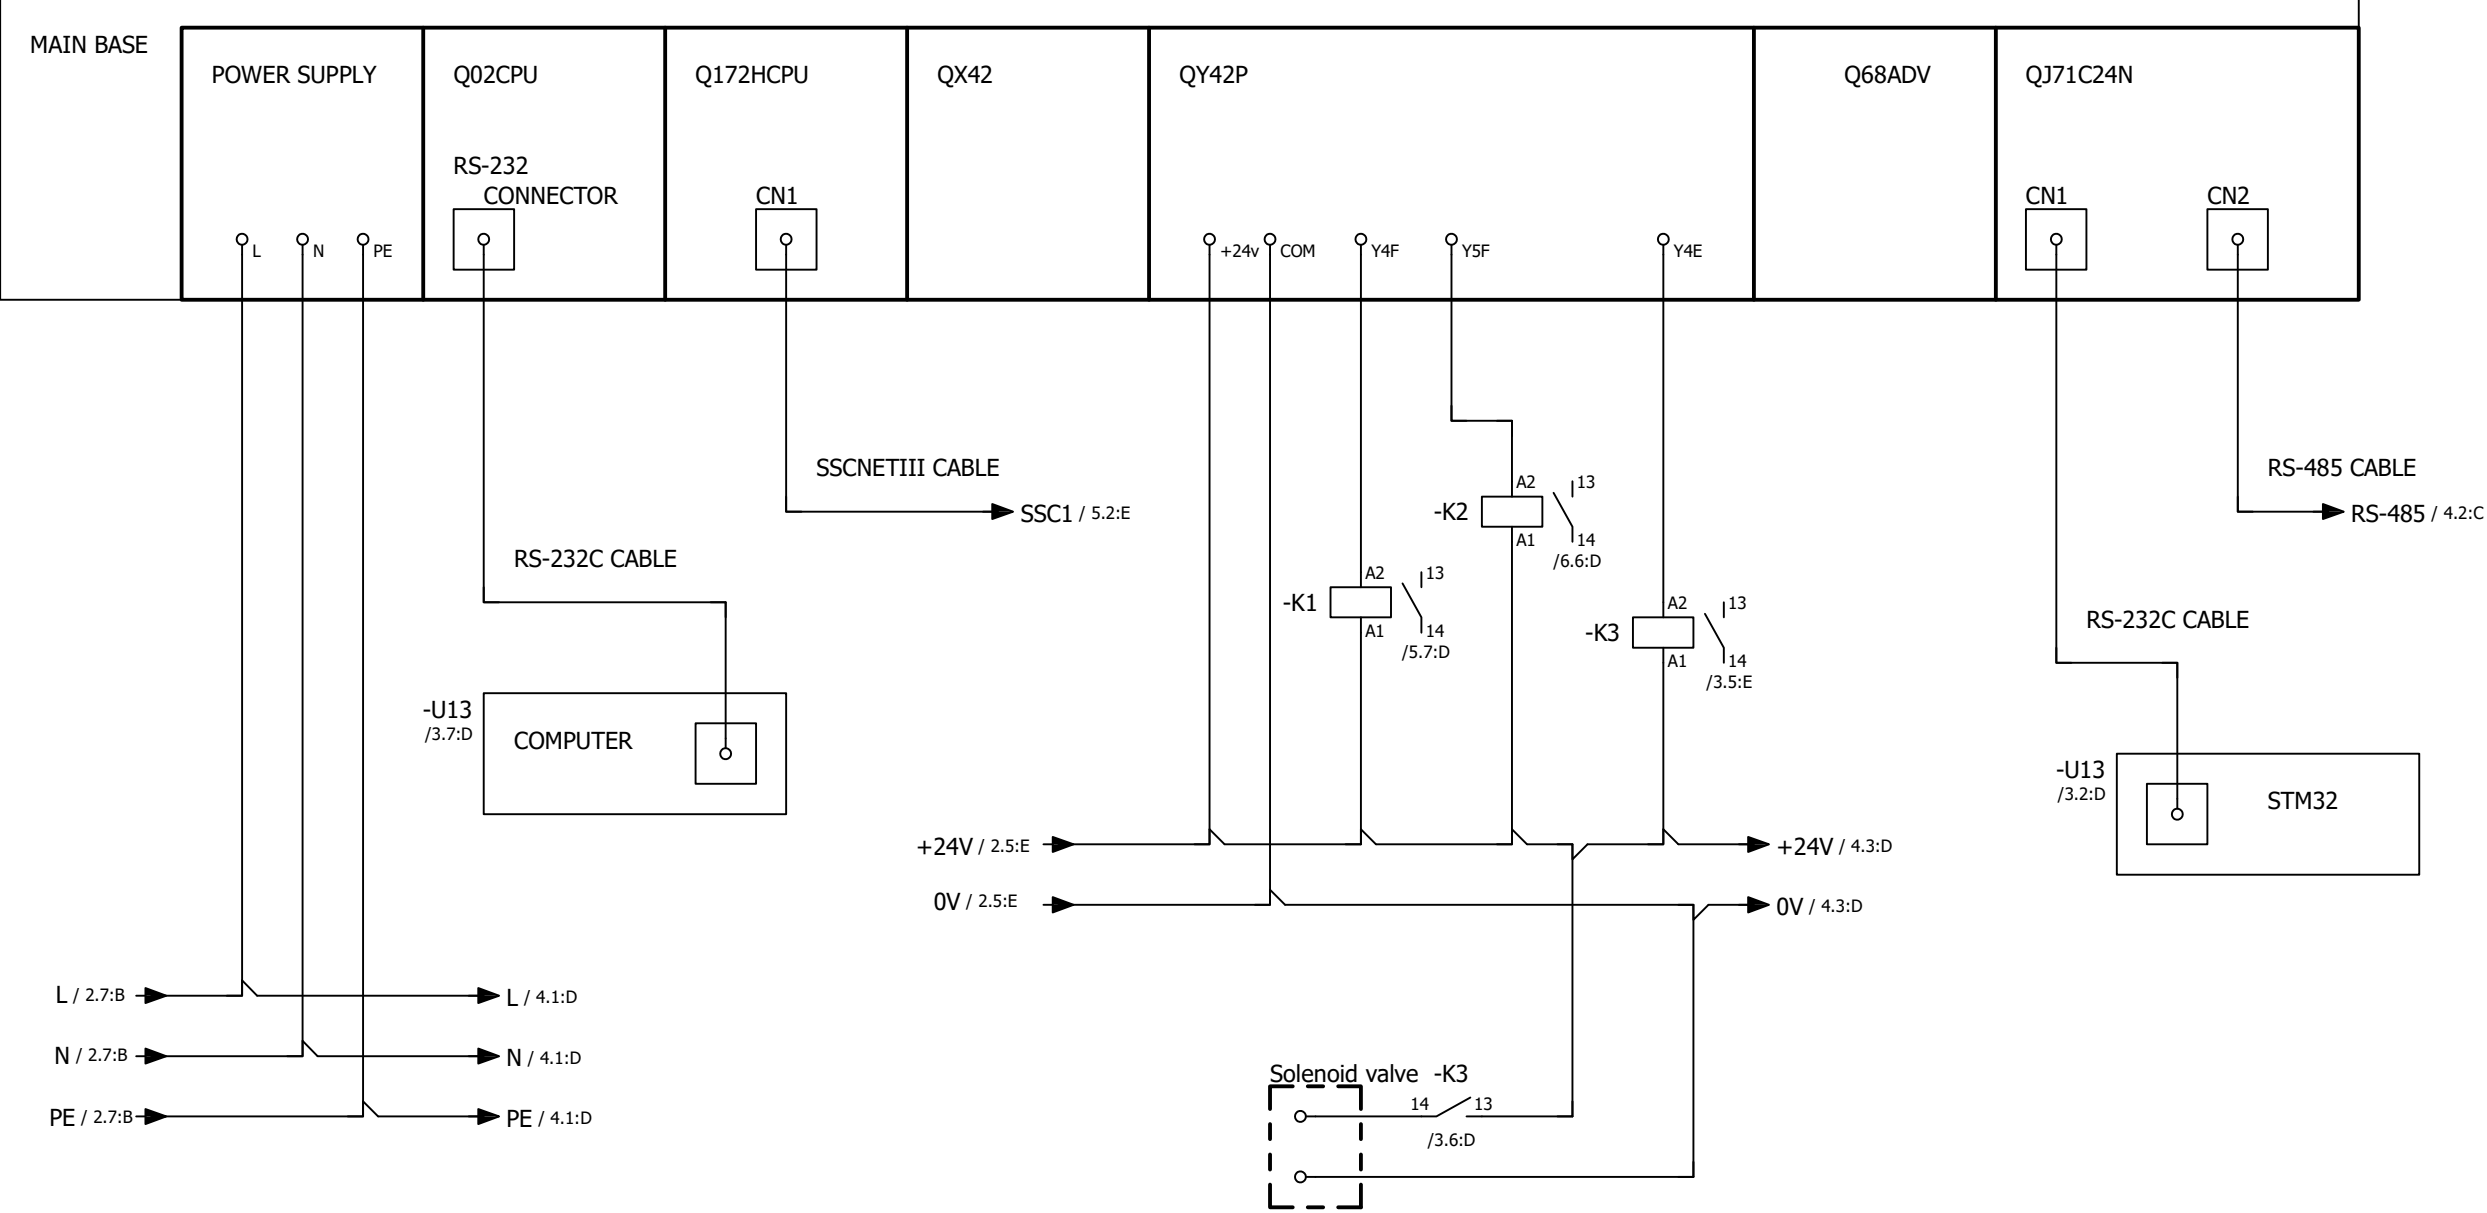 MAIN BASE
POWER SUPPLY
Q02CPU
Q172HCPU
QX42
QY42P
Q68ADV
QJ71C24N
RS-232
CONNECTOR
CN1
CN1
CN2
L
N
PE
+24v
COM
Y4F
Y5F
Y4E
SSCNETIII CABLE
SSC1 / 5.2:E
RS-485 CABLE
RS-485 / 4.2:C
RS-232C CABLE
-K2
A2
A1
13
14
/6.6:D
-K1
A2
A1
13
14
/5.7:D
-K3
A2
A1
13
14
/3.5:E
RS-232C CABLE
-U13
/3.7:D
COMPUTER
-U13
/3.2:D
STM32
+24V / 2.5:E
+24V / 4.3:D
0V / 2.5:E
0V / 4.3:D
L / 2.7:B
L / 4.1:D
N / 2.7:B
N / 4.1:D
PE / 2.7:B
PE / 4.1:D
Solenoid valve -K3
14
13
/3.6:D